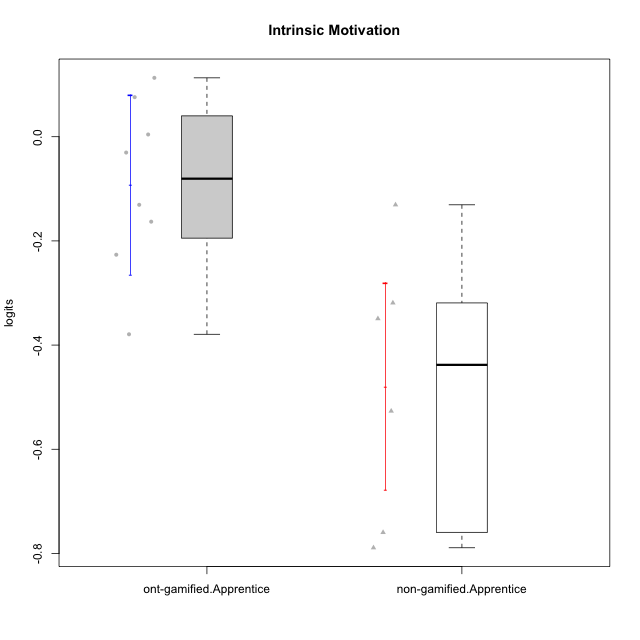 Intrinsic Motivation
logits
0.0
-0.2
-0.4
-0.6
-0.8
ont-gamified.Apprentice
non-gamified.Apprentice